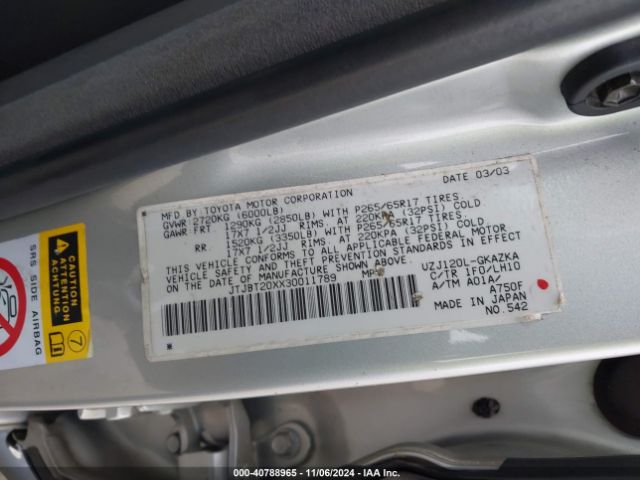 DATE 03/03
MFD BY TOYOTA MOTOR CORPORATION
GVWR 2720KG (6000LB)
GAWR FRT 1290KG (2850LB) WITH P265/65R17 TIRES,
17X7 1/2JJ RIMS, AT 220KPA (32PSI) COLD
RR. 1520KG (3350LB) WITH P265/65R17 TIRES,
17X7 1/2JJ RIMS, AT 220KPA (32PSI) COLD
THIS VEHICLE CONFORMS TO ALL APPLICABLE FEDERAL MOTOR
VEHICLE SAFETY AND THEFT PREVENTION STANDARDS IN EFFECT
ON THE DATE OF MANUFACTURE SHOWN ABOVE.
JTJBT20XX30011789 MPV
UZJ120L-GKAZKA
C/TR 1F0/LH10
A/TM A01A/
A750F
MADE IN JAPAN
NO.542
CAUTION
ATTENTION
ACHTUNG
SRS SIDE AIRBAG
7
000-40788965 - 11/06/2024 - IAA Inc.